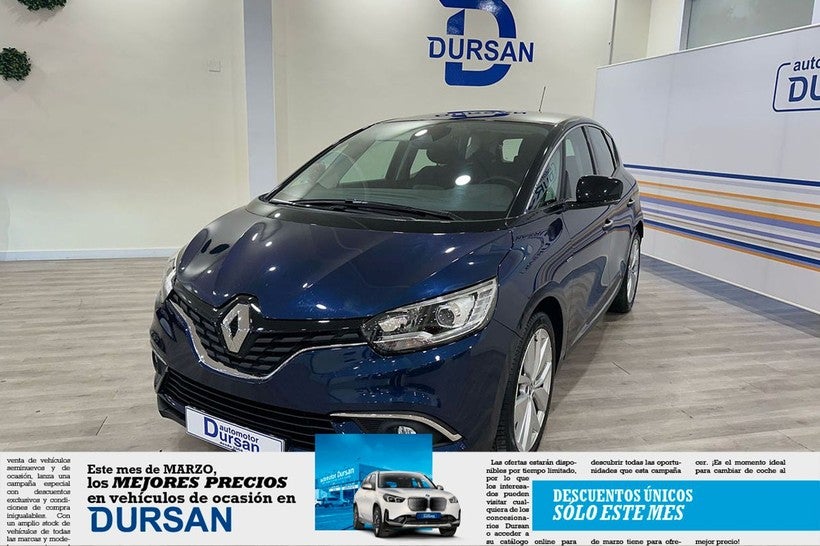 DURSAN
auto
DU
automotor
Dursan
venta de vehículos
seminuevos y de
ocasión, lanza una
campaña especial
con descuentos
exclusivos y condi-
ciones de compra
inigualables. Con
un amplio stock de
vehículos de todas
las marcas y mode-
Este mes de MARZO,
los MEJORES PRECIOS
en vehículos de ocasión en
DURSAN
Dursan
Las ofertas estarán dispo-
nibles por tiempo limitado,
por lo que
los interesa-
dos pueden
visitar cual-
quiera de los
concesiona-
rios Dursan
o acceder a
su catálogo online para
descubrir todas las oportu-
nidades que esta campaña
cer. ¡Es el momento ideal
para cambiar de coche al
DESCUENTOS ÚNICOS
SÓLO ESTE MES
de marzo tiene para ofre-
mejor precio!